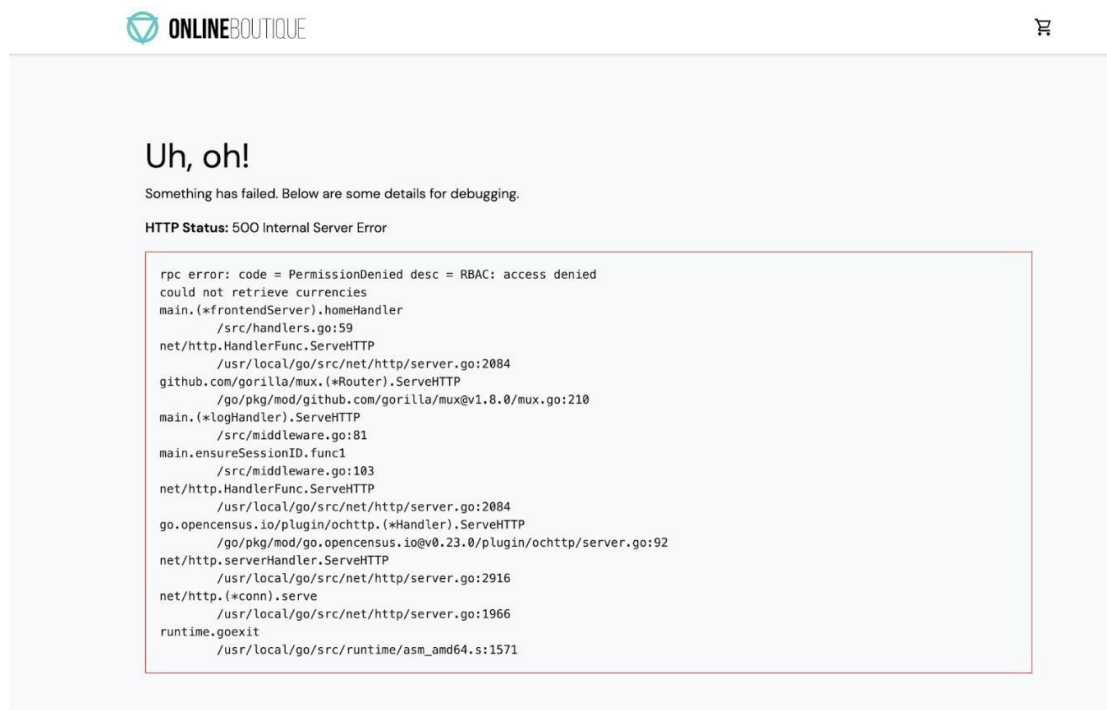 ONLINEBOUTIQUE
Uh, oh!
Something has failed. Below are some details for debugging.
HTTP Status: 500 Internal Server Error
rpc error: code = PermissionDenied desc = RBAC: access denied
could not retrieve currencies
main.(*frontendServer).homeHandler
        /src/handlers.go:59
net/http.HandlerFunc.ServeHTTP
        /usr/local/go/src/net/http/server.go:2084
github.com/gorilla/mux.(*Router).ServeHTTP
        /go/pkg/mod/github.com/gorilla/mux@v1.8.0/mux.go:210
main.(*logHandler).ServeHTTP
        /src/middleware.go:81
main.ensureSessionID.func1
        /src/middleware.go:103
net/http.HandlerFunc.ServeHTTP
        /usr/local/go/src/net/http/server.go:2084
go.opencensus.io/plugin/ochttp.(*Handler).ServeHTTP
        /go/pkg/mod/go.opencensus.io@v0.23.0/plugin/ochttp/server.go:92
net/http.serverHandler.ServeHTTP
        /usr/local/go/src/net/http/server.go:2916
net/http.(*conn).serve
        /usr/local/go/src/net/http/server.go:1966
runtime.goexit
        /usr/local/go/src/runtime/asm_amd64.s:1571